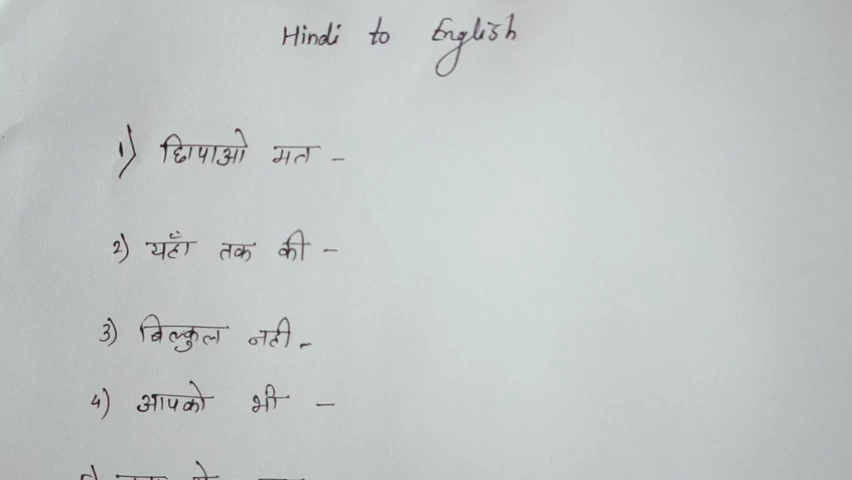 Hindi to English
1) छिपाओ मत -
2) यहाँ तक की -
3) बिल्कुल नही -
4) आपको भी -